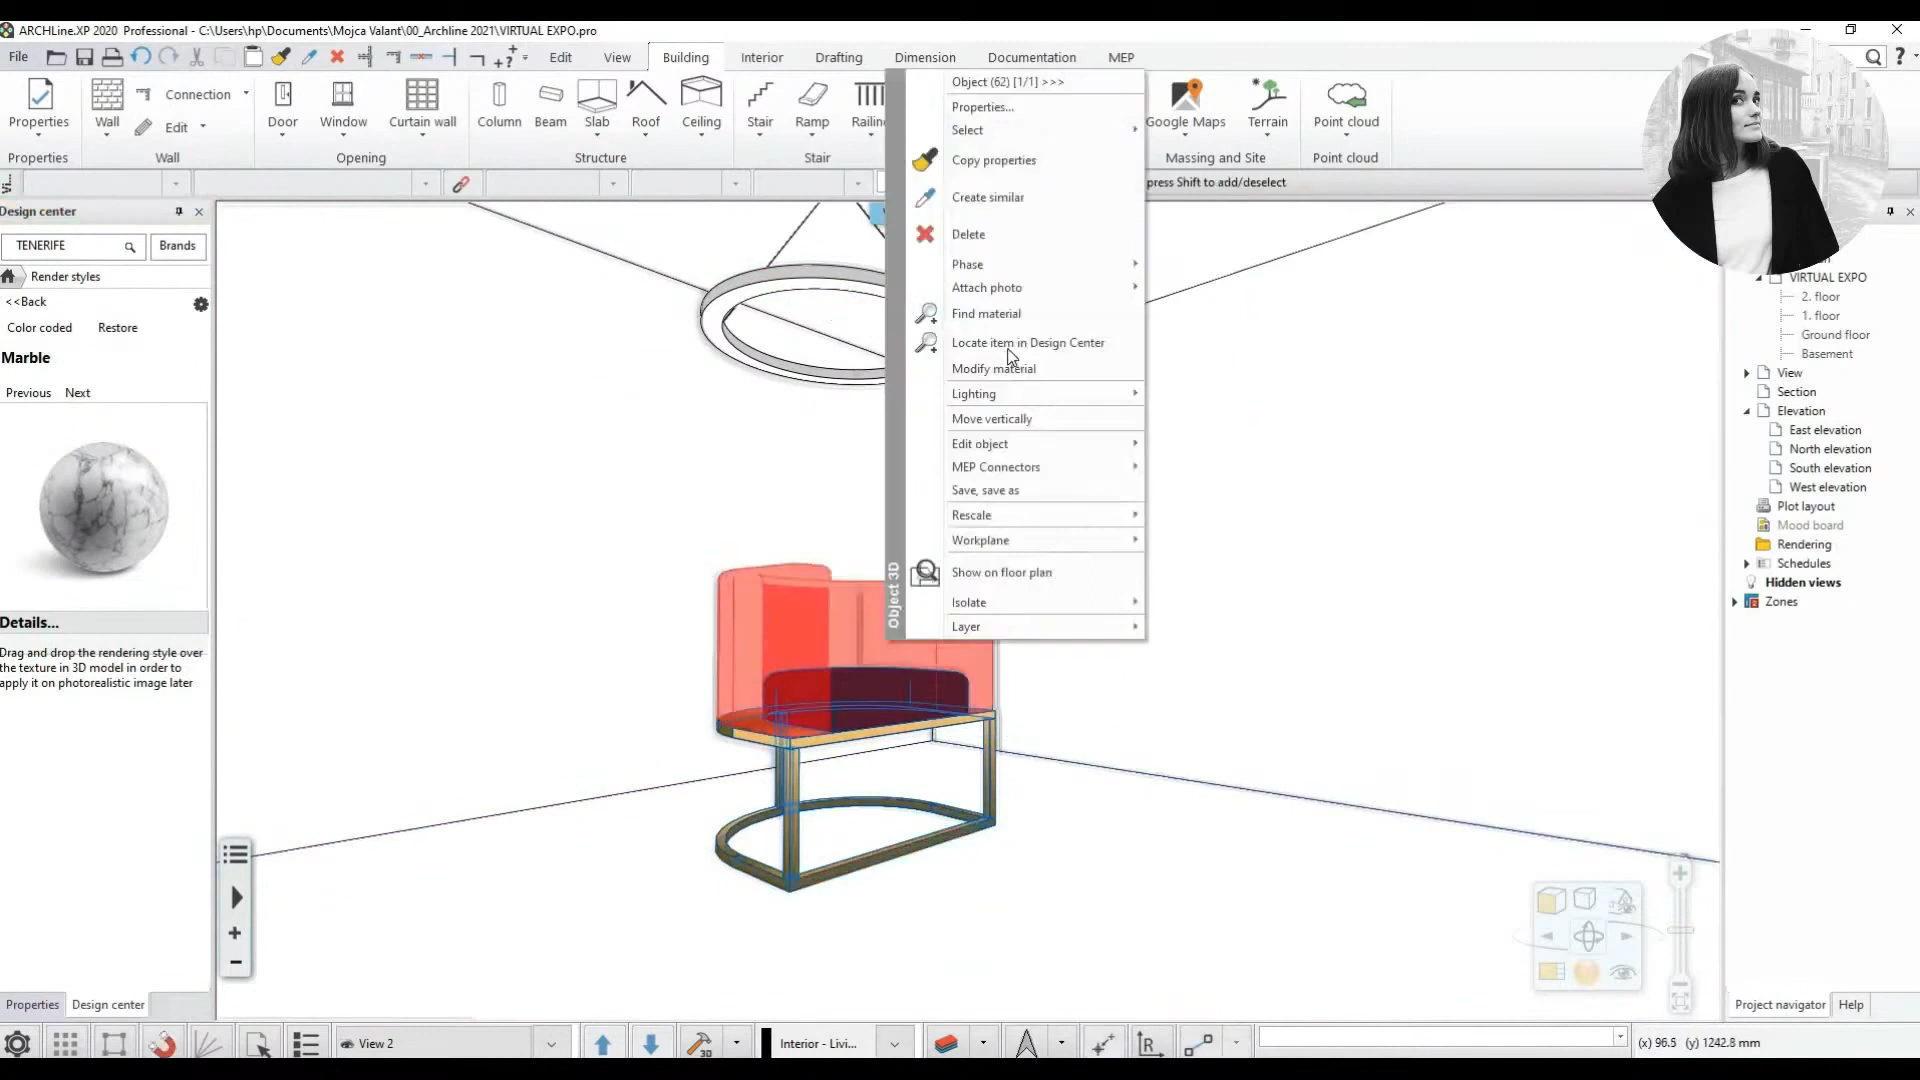 ARCHLine.XP 2020 Professional - C:\Users\hp\Documents\Mojca Valant\00_Archline 2021\VIRTUAL EXPO.pro
File
Edit
View
Building
Interior
Drafting
Dimension
Documentation
MEP
Properties
Wall
Connection
Edit
Door
Window
Curtain wall
Column
Beam
Slab
Roof
Ceiling
Stair
Ramp
Railin
Google Maps
Terrain
Point cloud
Properties
Wall
Opening
Structure
Stair
Massing and Site
Point cloud
press Shift to add/deselect
Design center
TENERIFE
Brands
Render styles
<<Back
Color coded
Restore
Marble
Previous
Next
Details...
Drag and drop the rendering style over
the texture in 3D model in order to
apply it on photorealistic image later
Object (62) [1/1] >>>
Properties...
Select
Copy properties
Create similar
Delete
Phase
Attach photo
Find material
Locate item in Design Center
Modify material
Lighting
Move vertically
Edit object
MEP Connectors
Save, save as
Rescale
Workplane
Show on floor plan
Isolate
Layer
Object 3D
VIRTUAL EXPO
2. floor
1. floor
Ground floor
Basement
View
Section
Elevation
East elevation
North elevation
South elevation
West elevation
Plot layout
Mood board
Rendering
Schedules
Hidden views
Zones
Properties
Design center
Project navigator
Help
View 2
3D
Interior - Livi...
R
(x) 96.5 (y) 1242.8 mm